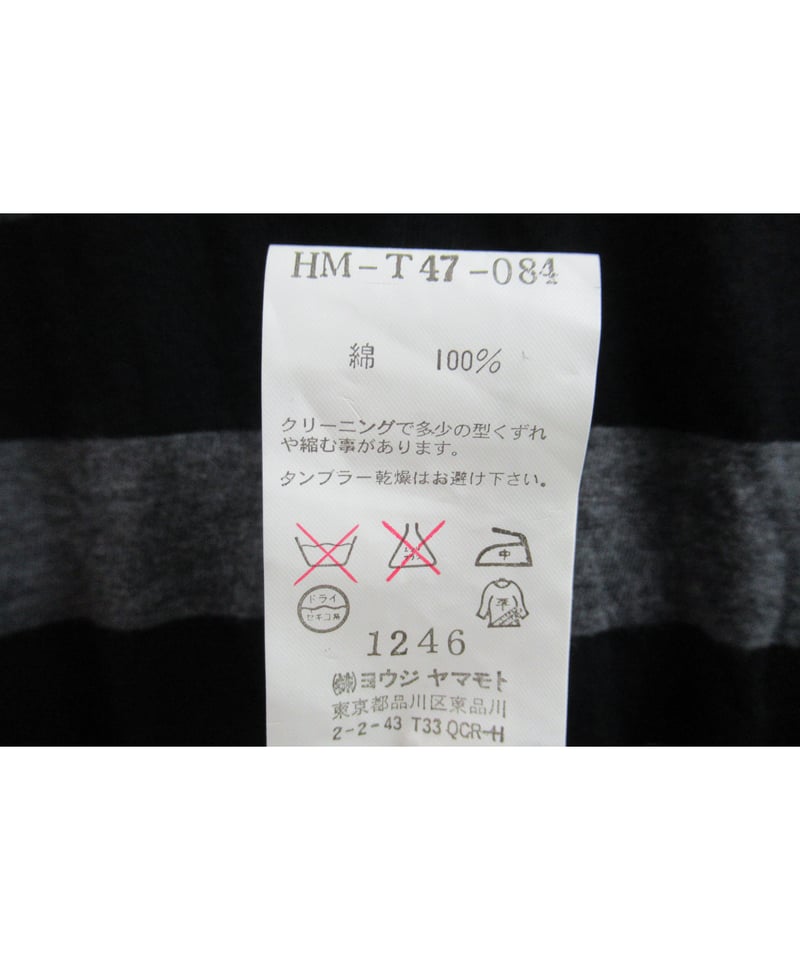 HM-T47-084
綿 100%
クリーニングで多少の型くずれ
や縮む事があります。
タンブラー乾燥はお避け下さい。
中
ドライ
セキユ系
平
1246
(株)ヨウジ ヤマモト
東京都品川区東品川
2-2-43 T33 QCR-H